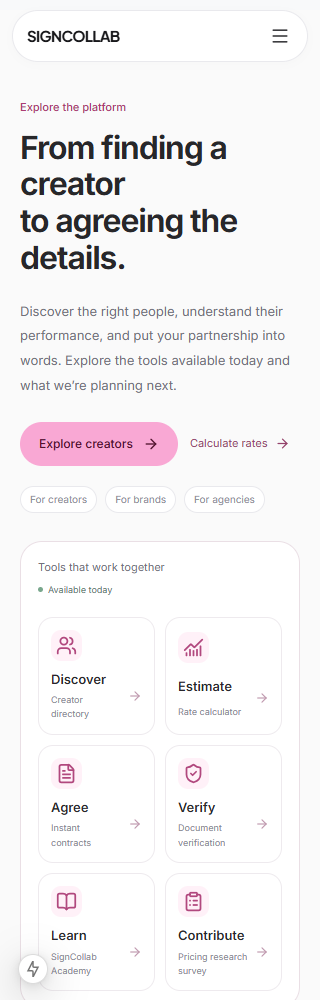 SIGNCOLLAB
Explore the platform
From finding a
creator
to agreeing the
details.
Discover the right people, understand their
performance, and put your partnership into
words. Explore the tools available today and
what we're planning next.
Explore creators
Calculate rates
For creators
For brands
For agencies
Tools that work together
Available today
Discover
Creator
directory
Estimate
Rate calculator
Agree
Instant
contracts
Verify
Document
verification
Learn
SignCollab
Academy
Contribute
Pricing research
survey